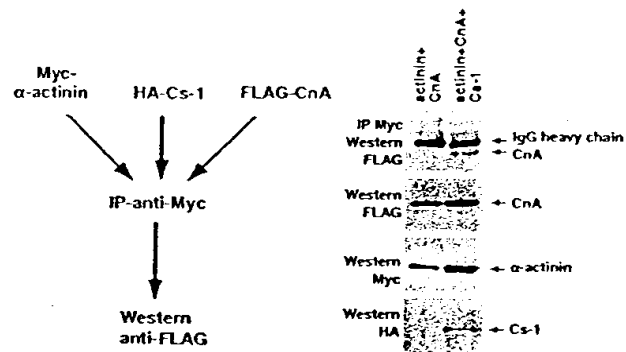 Myc-
α-actinin
HA-Cs-1
FLAG-CnA
IP-anti-Myc
Western
anti-FLAG
actinin+
CnA
actinin+CnA+
Cs-1
IP Myc
Western
FLAG
IgG heavy chain
CnA
Western
FLAG
CnA
Western
Myc
α-actinin
Western
HA
Cs-1